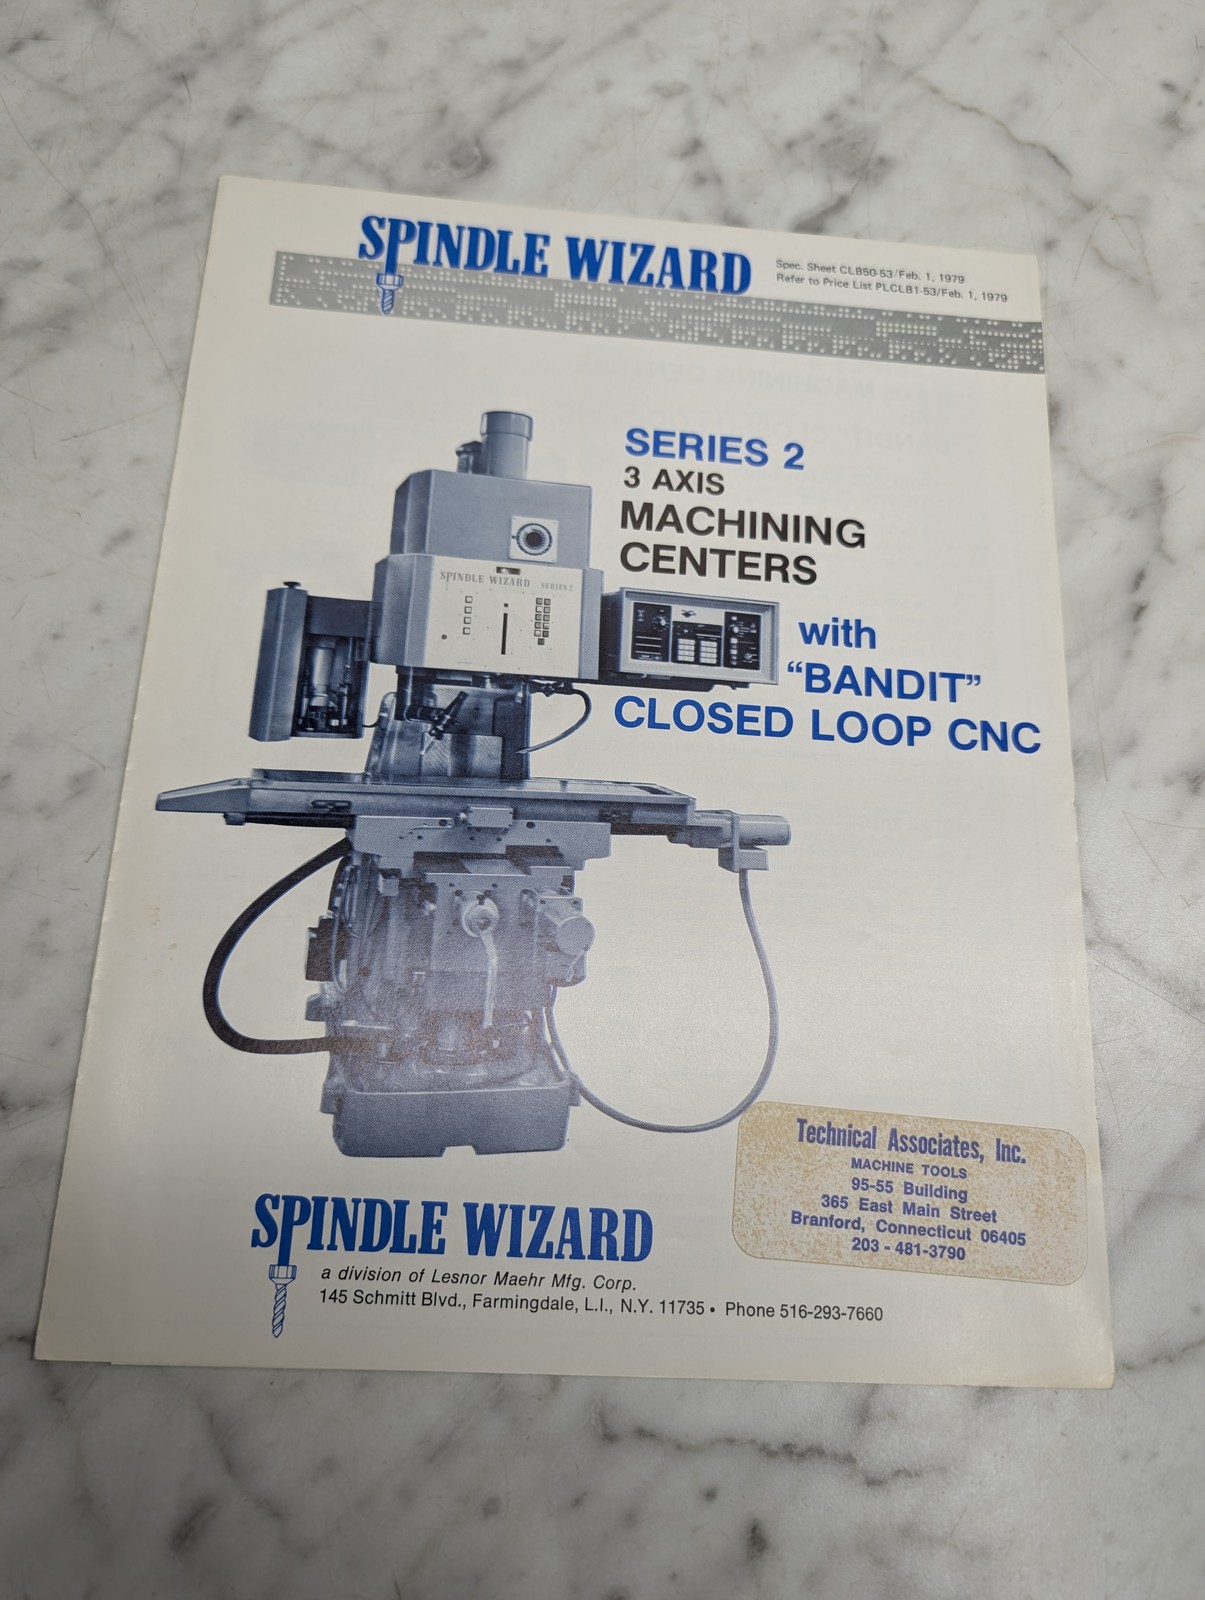 SPINDLE WIZARD
Spec. Sheet CLB50-53/Feb. 1, 1979
Refer to Price List PLCLB1-53/Feb. 1, 1979
SERIES 2
3 AXIS
MACHINING
CENTERS
SPINDLE WIZARD SERIES 2
with
“BANDIT”
CLOSED LOOP CNC
Technical Associates, Inc.
MACHINE TOOLS
95-55 Building
365 East Main Street
Branford, Connecticut 06405
203 - 481-3790
SPINDLE WIZARD
a division of Lesnor Maehr Mfg. Corp.
145 Schmitt Blvd., Farmingdale, L.I., N.Y. 11735 • Phone 516-293-7660